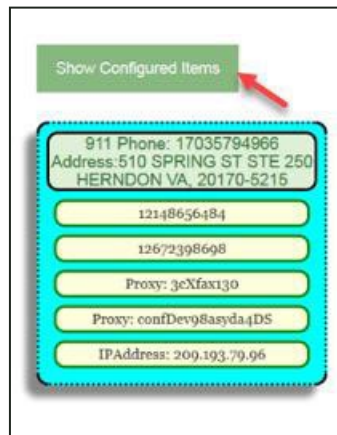 Show Configured Items
911 Phone: 17035794966
Address:510 SPRING ST STE 250
HERNDON VA, 20170-5215
12148656484
12672398698
Proxy: 3cXfax130
Proxy: confDev98asyda4DS
IPAddress: 209.193.79.96